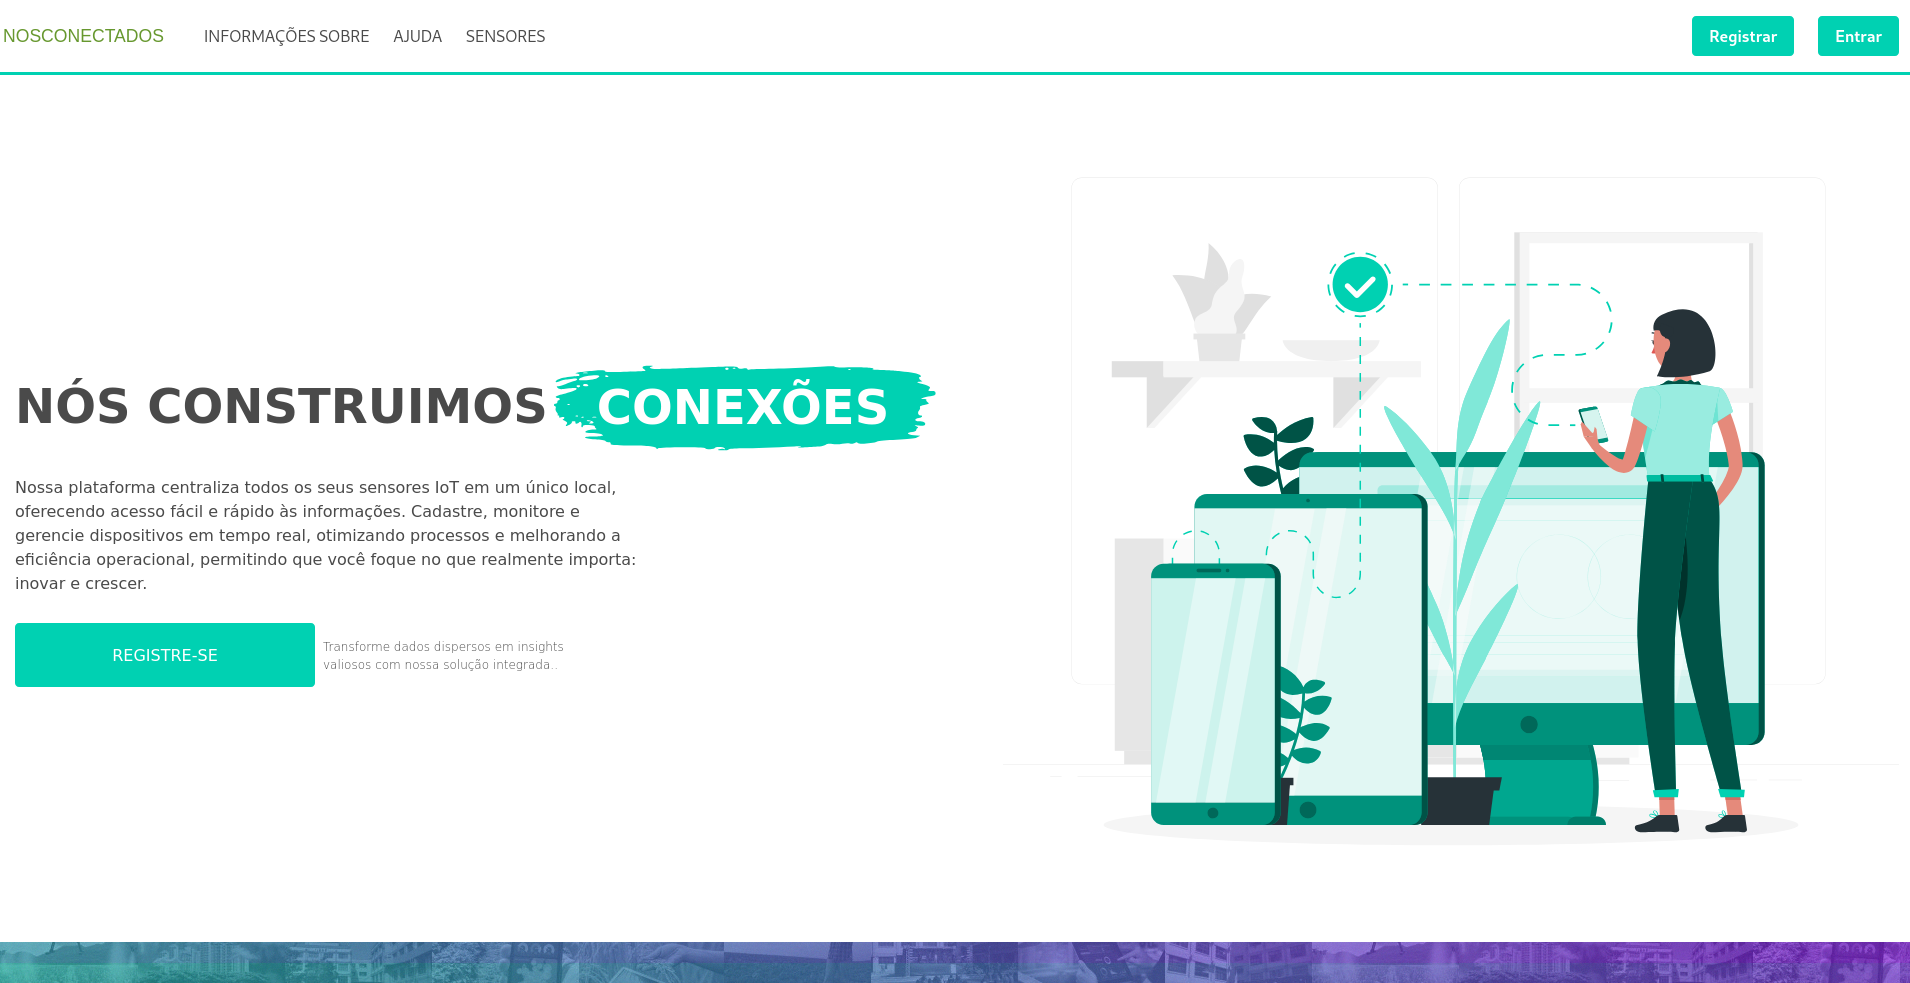 NOSCONECTADOS
INFORMAÇÕES SOBRE
AJUDA
SENSORES
Registrar
Entrar
NÓS CONSTRUIMOS CONEXÕES
Nossa plataforma centraliza todos os seus sensores IoT em um único local,
oferecendo acesso fácil e rápido às informações. Cadastre, monitore e
gerencie dispositivos em tempo real, otimizando processos e melhorando a
eficiência operacional, permitindo que você foque no que realmente importa:
inovar e crescer.
REGISTRE-SE
Transforme dados dispersos em insights
valiosos com nossa solução integrada..